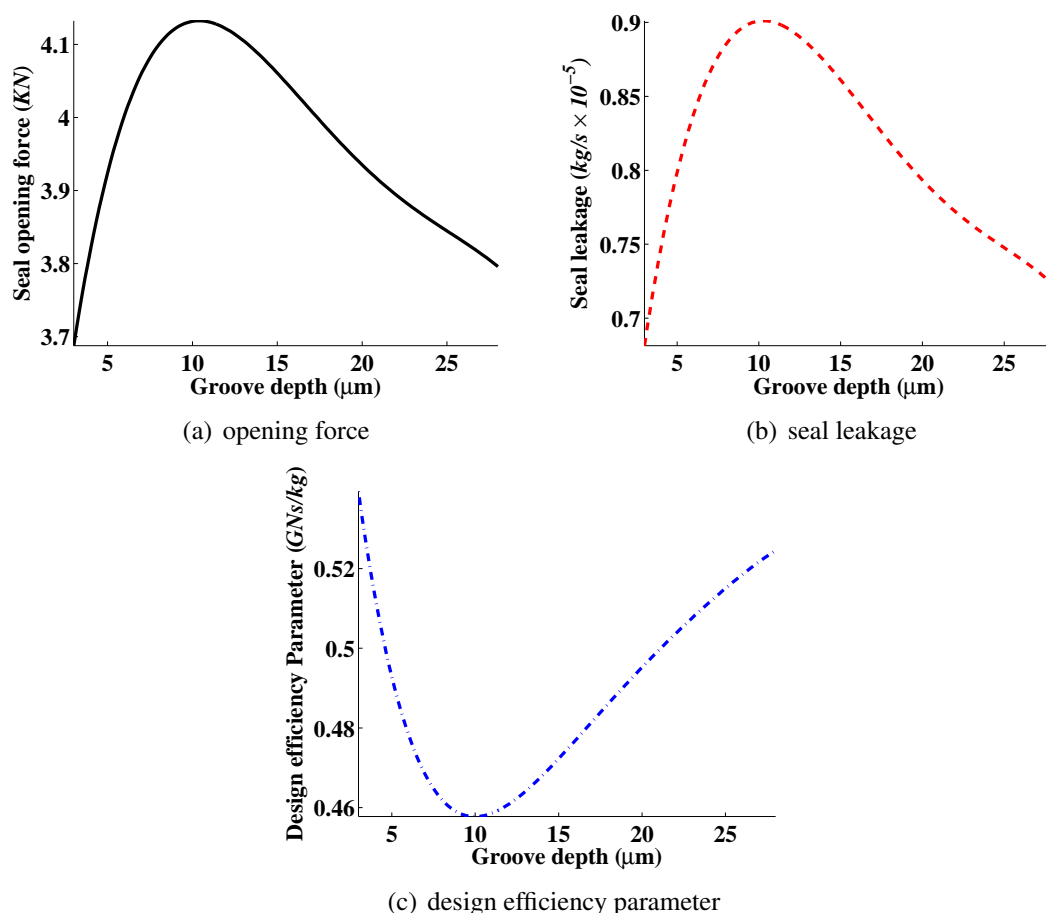 4.1
4
3.9
3.8
3.7
Seal opening force (KN)
5 10 15 20 25
Groove depth (μm)
(a) opening force
0.9
0.85
0.8
0.75
0.7
Seal leakage (kg/s × 10⁻⁵)
5 10 15 20 25
Groove depth (μm)
(b) seal leakage
0.52
0.5
0.48
0.46
Design efficiency Parameter (GNs/kg)
5 10 15 20 25
Groove depth (μm)
(c) design efficiency parameter